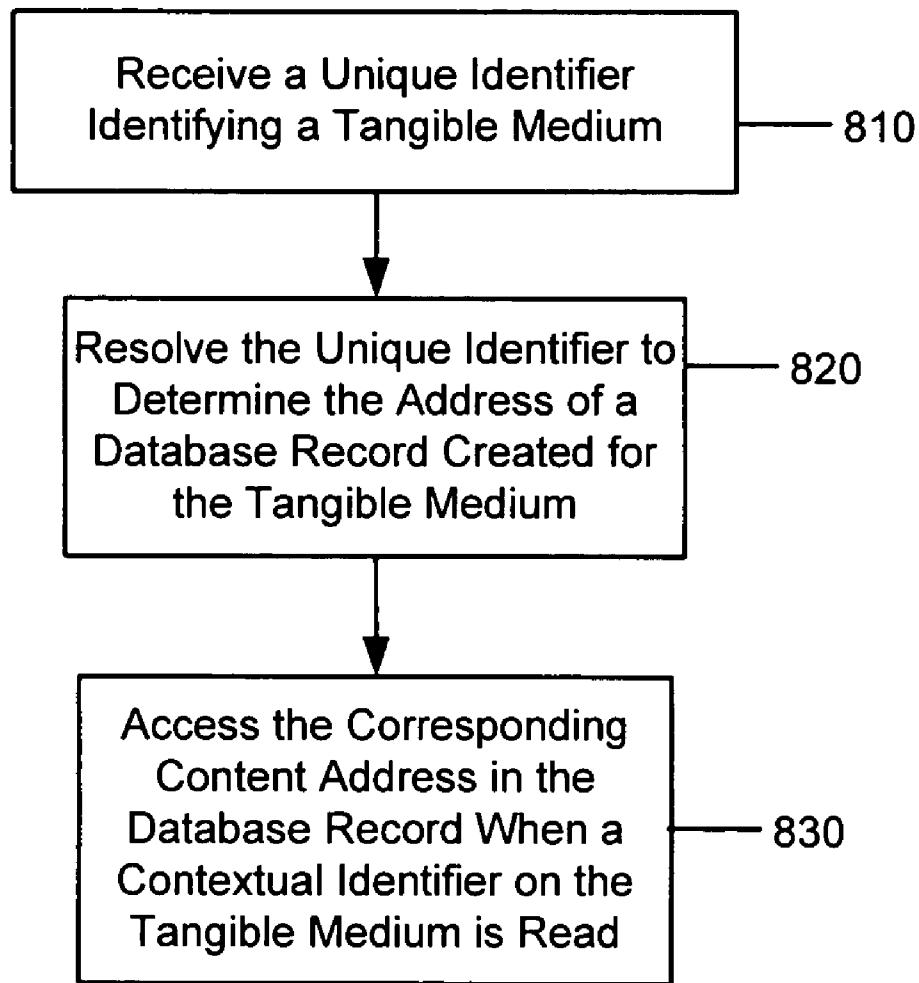 Receive a Unique Identifier
Identifying a Tangible Medium
810
Resolve the Unique Identifier to
Determine the Address of a
Database Record Created for
the Tangible Medium
820
Access the Corresponding
Content Address in the
Database Record When a
Contextual Identifier on the
Tangible Medium is Read
830